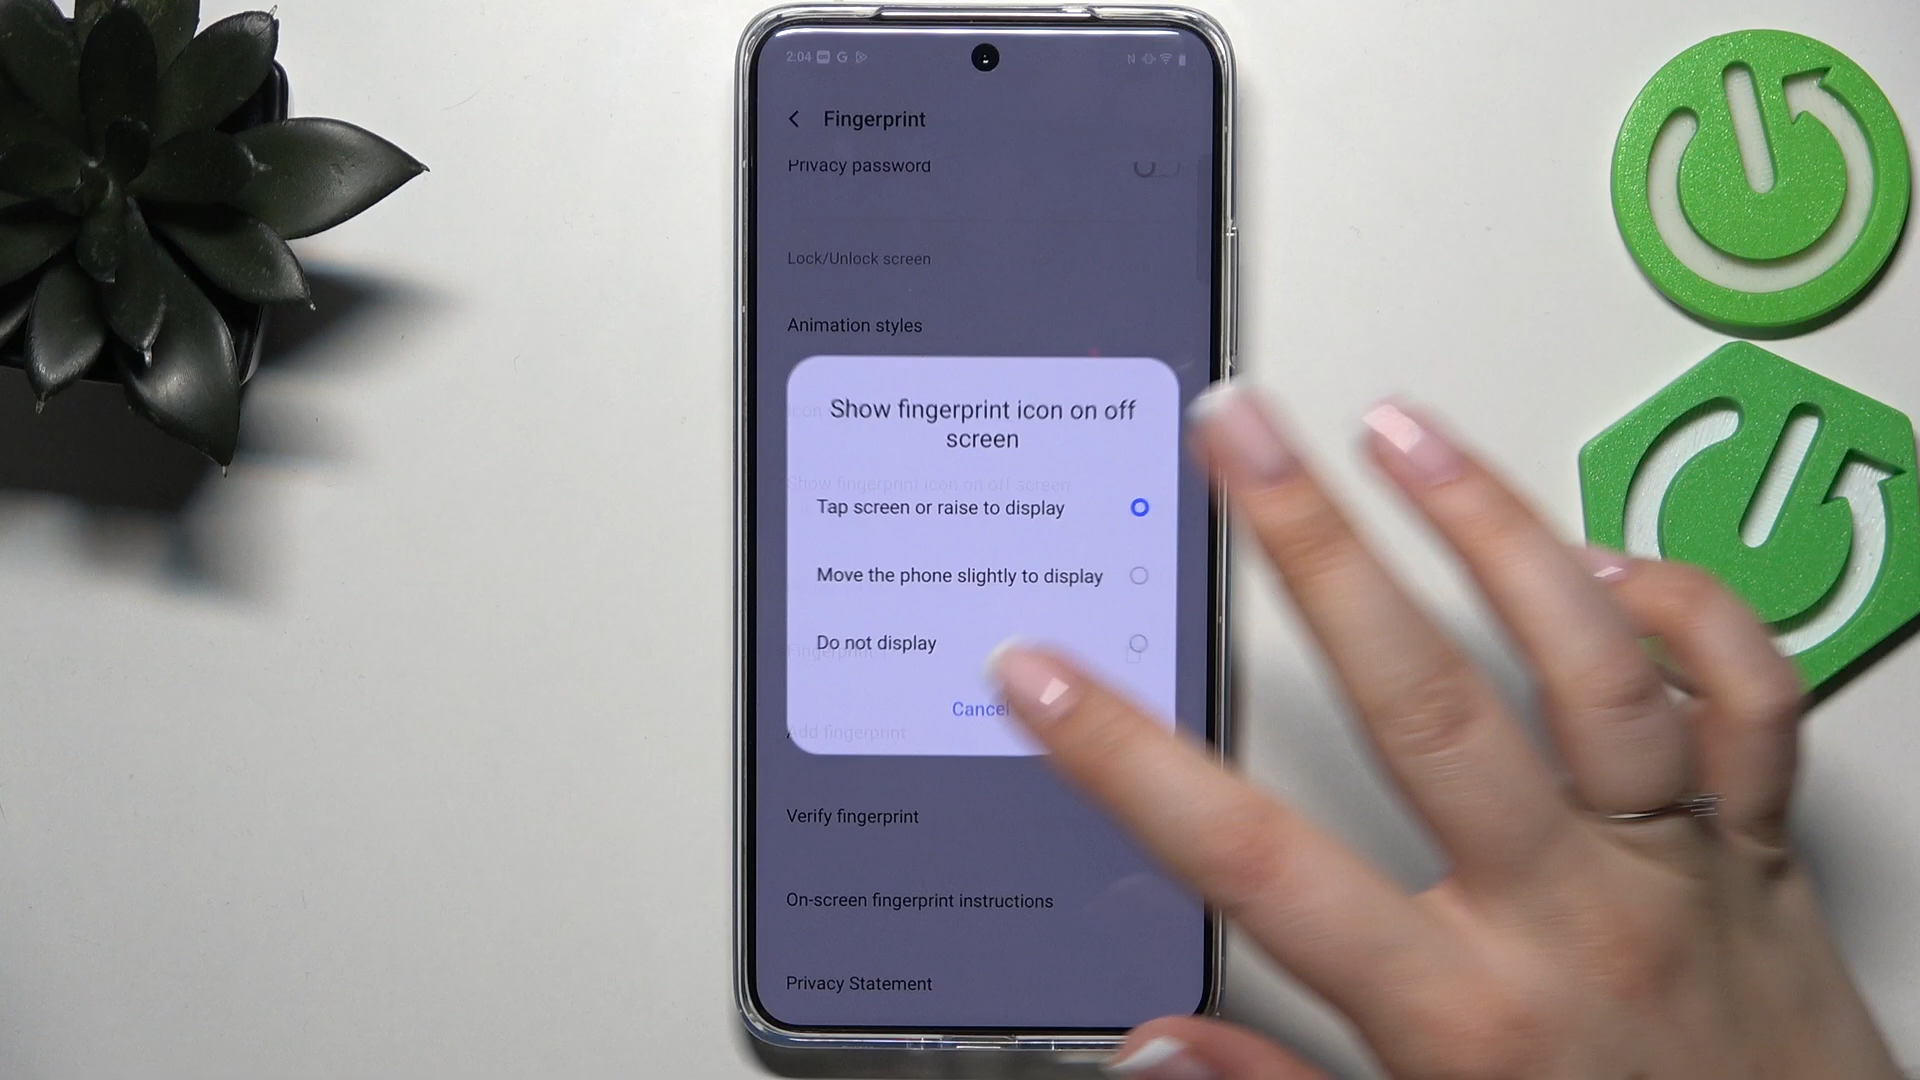 2:04
Fingerprint
Privacy password
Lock/Unlock screen
Animation styles
Icon
Show fingerprint icon on off
screen
Show fingerprint icon on off screen
Tap screen or raise to display
Move the phone slightly to display
Do not display
Fingerprint
Cancel
Add fingerprint
Verify fingerprint
On-screen fingerprint instructions
Privacy Statement